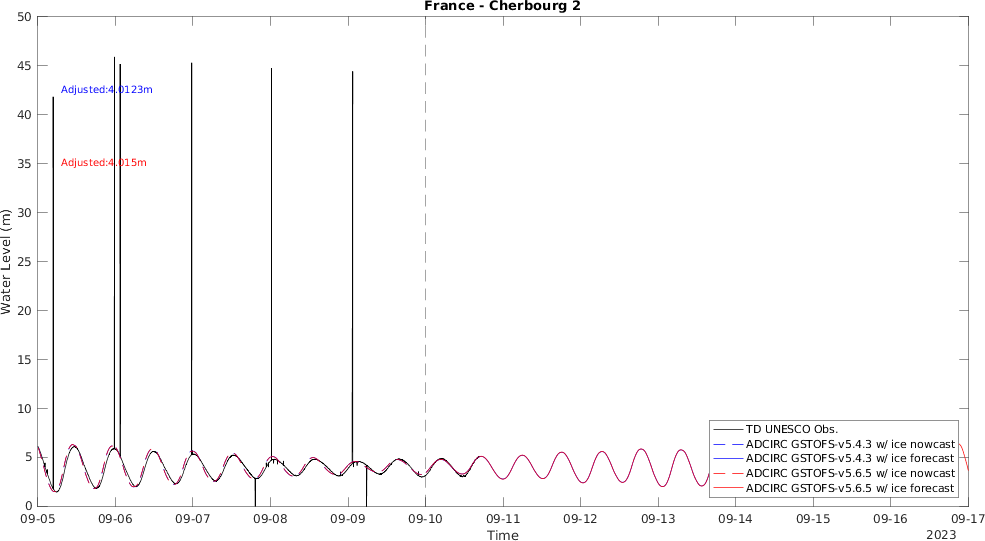 France - Cherbourg 2
50
45
40
35
30
25
20
15
10
5
0
Water Level (m)
Adjusted:4.0123m
Adjusted:4.015m
TD UNESCO Obs.
ADCIRC GSTOFS-v5.4.3 w/ ice nowcast
ADCIRC GSTOFS-v5.4.3 w/ ice forecast
ADCIRC GSTOFS-v5.6.5 w/ ice nowcast
ADCIRC GSTOFS-v5.6.5 w/ ice forecast
09-05 09-06 09-07 09-08 09-09 09-10 09-11 09-12 09-13 09-14 09-15 09-16 09-17
Time
2023